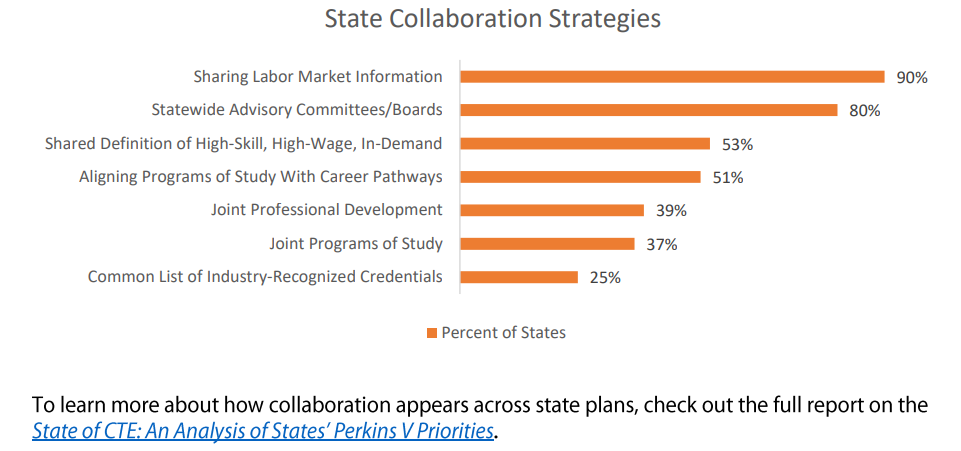 State Collaboration Strategies
Sharing Labor Market Information 90%
Statewide Advisory Committees/Boards 80%
Shared Definition of High-Skill, High-Wage, In-Demand 53%
Aligning Programs of Study With Career Pathways 51%
Joint Professional Development 39%
Joint Programs of Study 37%
Common List of Industry-Recognized Credentials 25%
Percent of States
To learn more about how collaboration appears across state plans, check out the full report on the
State of CTE: An Analysis of States’ Perkins V Priorities.